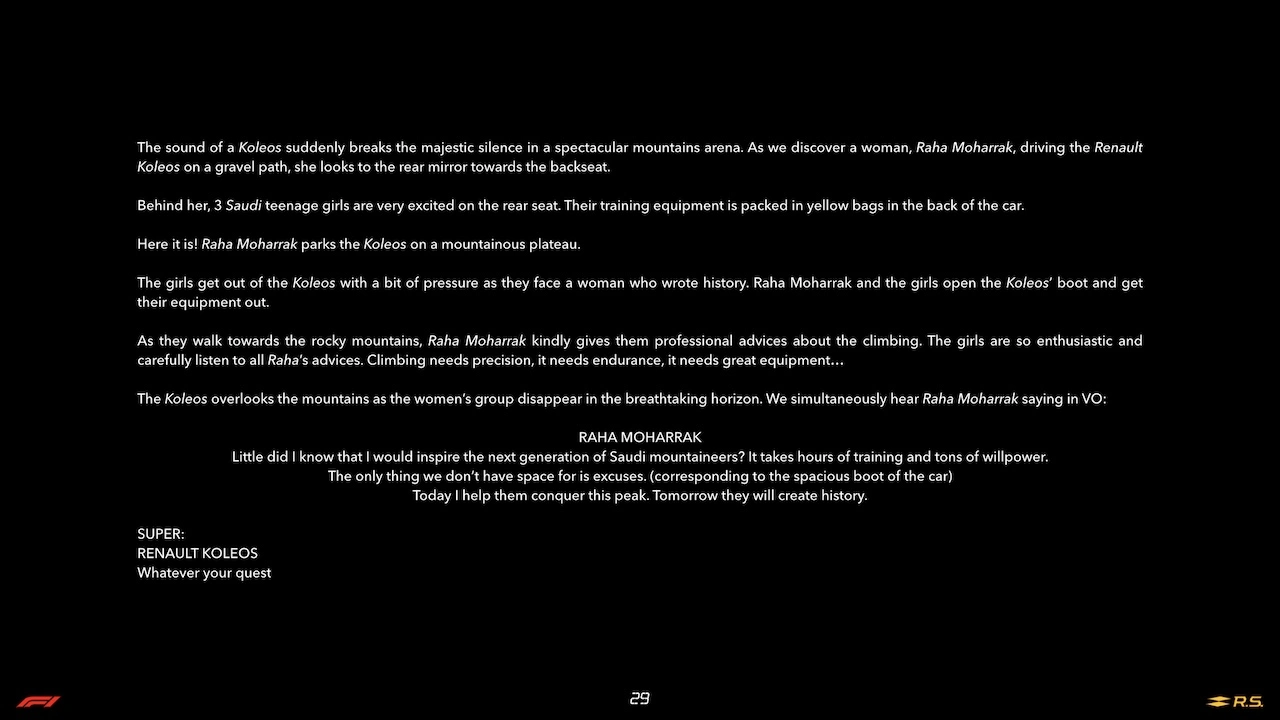 The sound of a Koleos suddenly breaks the majestic silence in a spectacular mountains arena. As we discover a woman, Raha Moharrak, driving the Renault
Koleos on a gravel path, she looks to the rear mirror towards the backseat.
Behind her, 3 Saudi teenage girls are very excited on the rear seat. Their training equipment is packed in yellow bags in the back of the car.
Here it is! Raha Moharrak parks the Koleos on a mountainous plateau.
The girls get out of the Koleos with a bit of pressure as they face a woman who wrote history. Raha Moharrak and the girls open the Koleos’ boot and get
their equipment out.
As they walk towards the rocky mountains, Raha Moharrak kindly gives them professional advices about the climbing. The girls are so enthusiastic and
carefully listen to all Raha’s advices. Climbing needs precision, it needs endurance, it needs great equipment…
The Koleos overlooks the mountains as the women’s group disappear in the breathtaking horizon. We simultaneously hear Raha Moharrak saying in VO:
RAHA MOHARRAK
Little did I know that I would inspire the next generation of Saudi mountaineers? It takes hours of training and tons of willpower.
The only thing we don’t have space for is excuses. (corresponding to the spacious boot of the car)
Today I help them conquer this peak. Tomorrow they will create history.
SUPER:
RENAULT KOLEOS
Whatever your quest
F1
29
R.S.